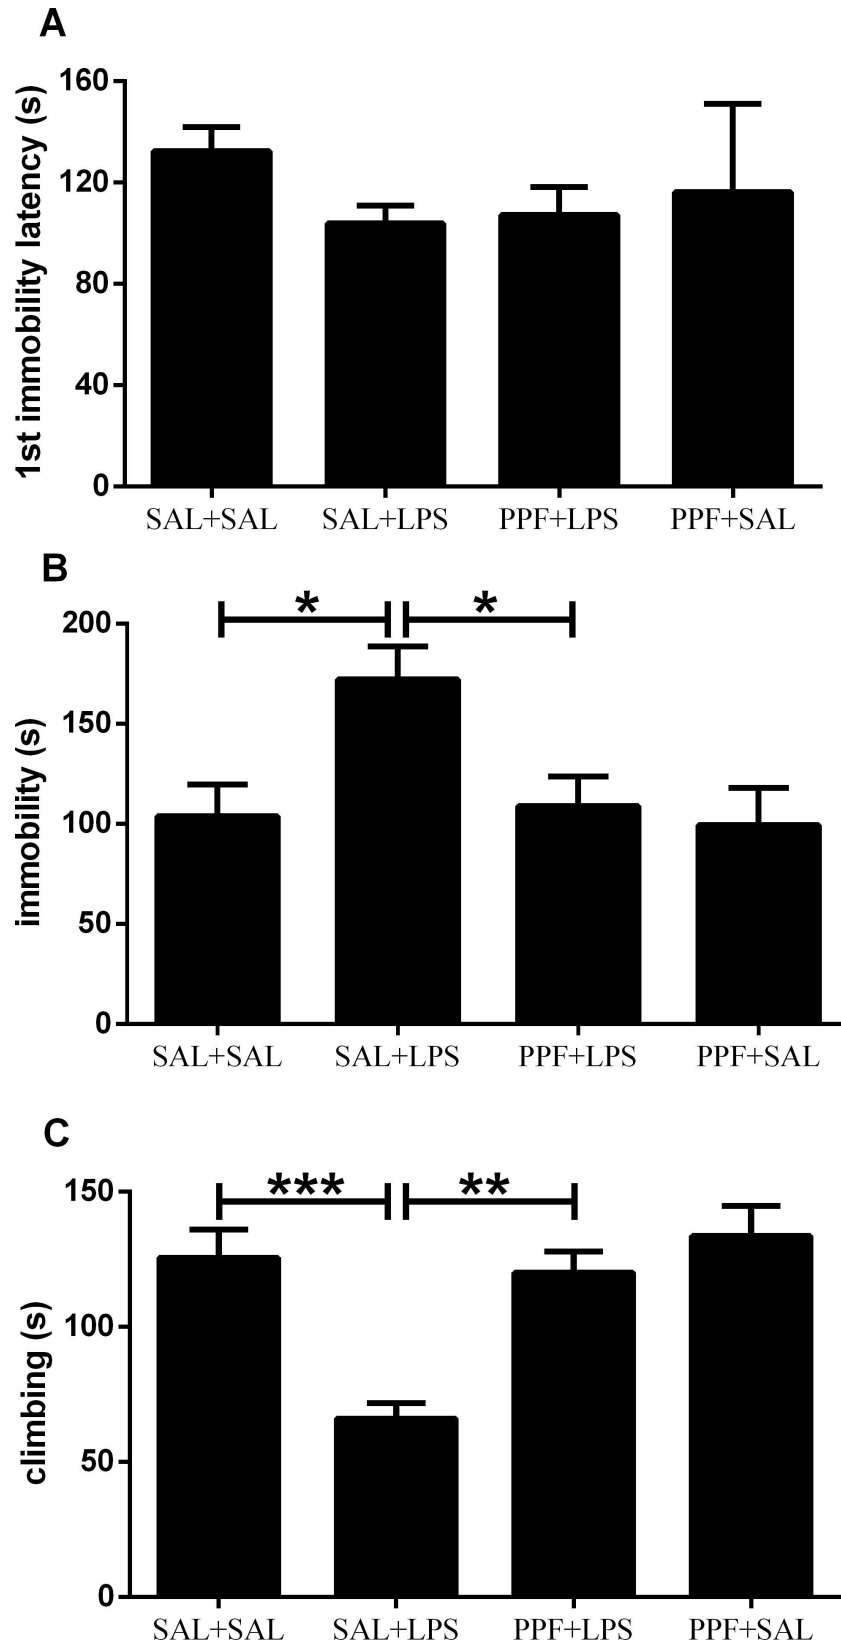 A
1st immobility latency (s)
160
120
80
40
0
SAL+SAL SAL+LPS PPF+LPS PPF+SAL
B
immobility (s)
* *
200
150
100
50
0
SAL+SAL SAL+LPS PPF+LPS PPF+SAL
C
climbing (s)
*** **
150
100
50
0
SAL+SAL SAL+LPS PPF+LPS PPF+SAL